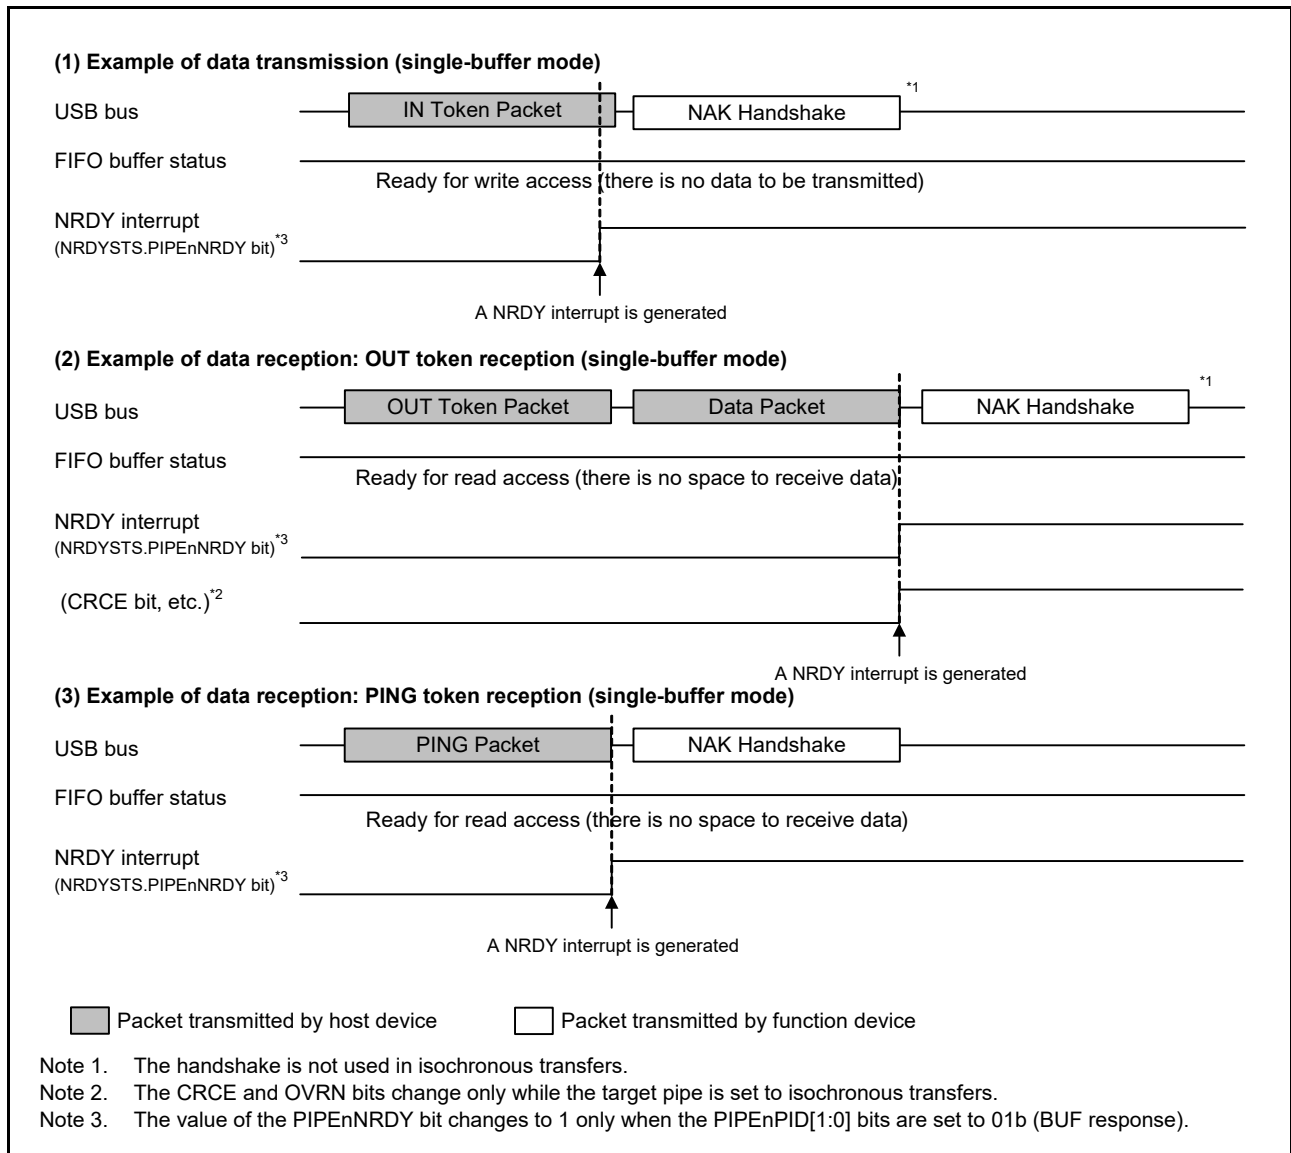 (1) Example of data transmission (single-buffer mode)
USB bus
IN Token Packet
NAK Handshake
*1
FIFO buffer status
Ready for write access (there is no data to be transmitted)
NRDY interrupt
(NRDYSTS.PIPEnNRDY bit)*3
A NRDY interrupt is generated
(2) Example of data reception: OUT token reception (single-buffer mode)
USB bus
OUT Token Packet
Data Packet
NAK Handshake
*1
FIFO buffer status
Ready for read access (there is no space to receive data)
NRDY interrupt
(NRDYSTS.PIPEnNRDY bit)*3
(CRCE bit, etc.)*2
A NRDY interrupt is generated
(3) Example of data reception: PING token reception (single-buffer mode)
USB bus
PING Packet
NAK Handshake
FIFO buffer status
Ready for read access (there is no space to receive data)
NRDY interrupt
(NRDYSTS.PIPEnNRDY bit)*3
A NRDY interrupt is generated
Packet transmitted by host device
Packet transmitted by function device
Note 1. The handshake is not used in isochronous transfers.
Note 2. The CRCE and OVRN bits change only while the target pipe is set to isochronous transfers.
Note 3. The value of the PIPEnNRDY bit changes to 1 only when the PIPEnPID[1:0] bits are set to 01b (BUF response).